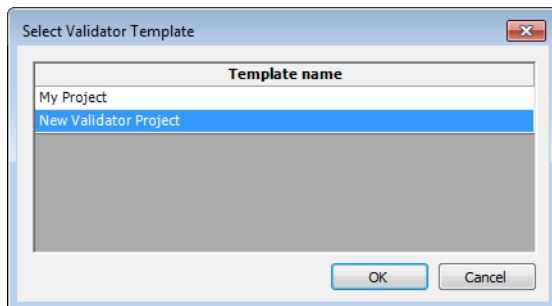 Select Validator Template
Template name
My Project
New Validator Project
OK Cancel